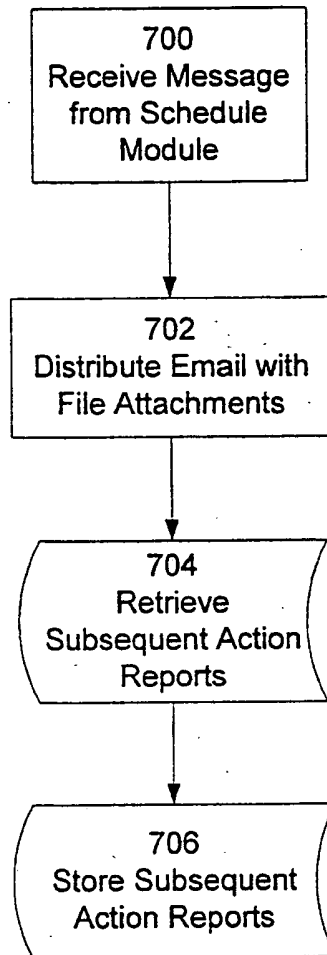 700
Receive Message
from Schedule
Module
702
Distribute Email with
File Attachments
704
Retrieve
Subsequent Action
Reports
706
Store Subsequent
Action Reports